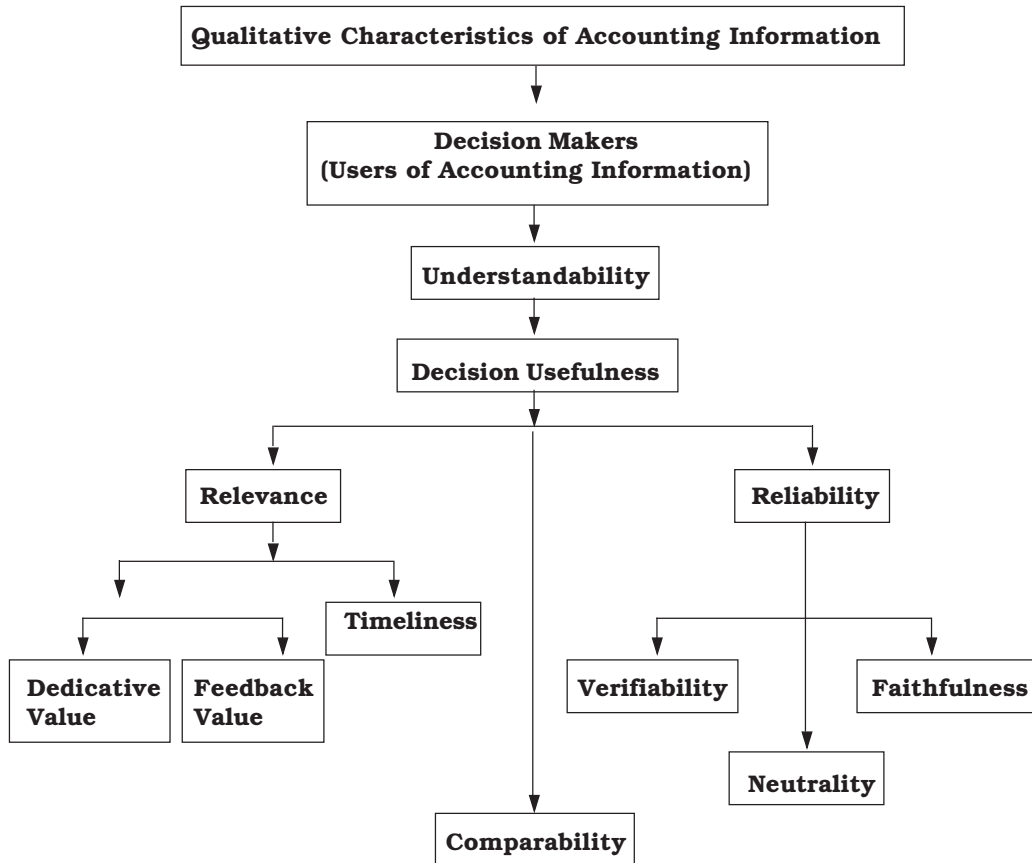 Qualitative Characteristics of Accounting Information
Decision Makers
(Users of Accounting Information)
Understandability
Decision Usefulness
Relevance
Reliability
Timeliness
Dedicative
Value
Feedback
Value
Verifiability
Faithfulness
Neutrality
Comparability